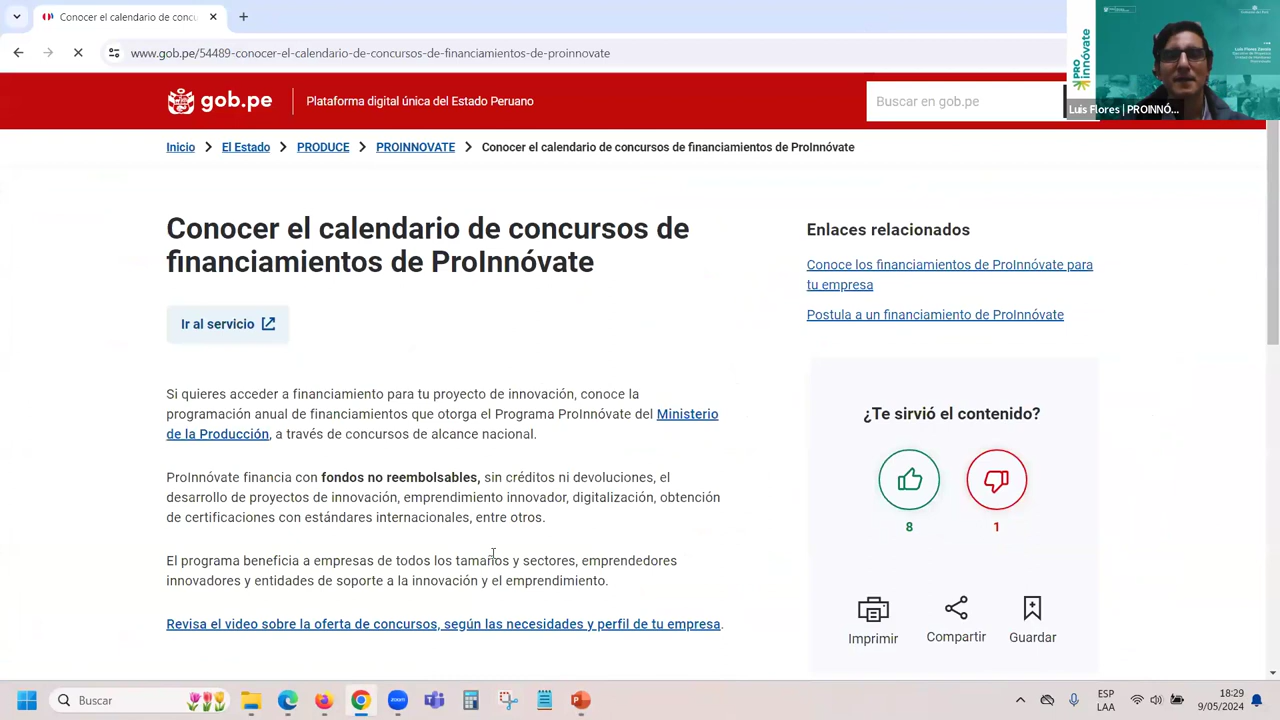 Conocer el calendario de concu
www.gob.pe/54489-conocer-el-calendario-de-concursos-de-financiamientos-de-proinnovate
PRO innóvate
Luis Flores | PROINNÓ...
gob.pe
Plataforma digital única del Estado Peruano
Buscar en gob.pe
Inicio
El Estado
PRODUCE
PROINNOVATE
Conocer el calendario de concursos de financiamientos de ProInnóvate
Conocer el calendario de concursos de
financiamientos de ProInnóvate
Ir al servicio
Si quieres acceder a financiamiento para tu proyecto de innovación, conoce la
programación anual de financiamientos que otorga el Programa ProInnóvate del Ministerio
de la Producción, a través de concursos de alcance nacional.
ProInnóvate financia con fondos no reembolsables, sin créditos ni devoluciones, el
desarrollo de proyectos de innovación, emprendimiento innovador, digitalización, obtención
de certificaciones con estándares internacionales, entre otros.
El programa beneficia a empresas de todos los tamaños y sectores, emprendedores
innovadores y entidades de soporte a la innovación y el emprendimiento.
Revisa el video sobre la oferta de concursos, según las necesidades y perfil de tu empresa.
Enlaces relacionados
Conoce los financiamientos de ProInnóvate para
tu empresa
Postula a un financiamiento de ProInnóvate
¿Te sirvió el contenido?
8
1
Imprimir
Compartir
Guardar
Buscar
ESP
LAA
18:29
9/05/2024